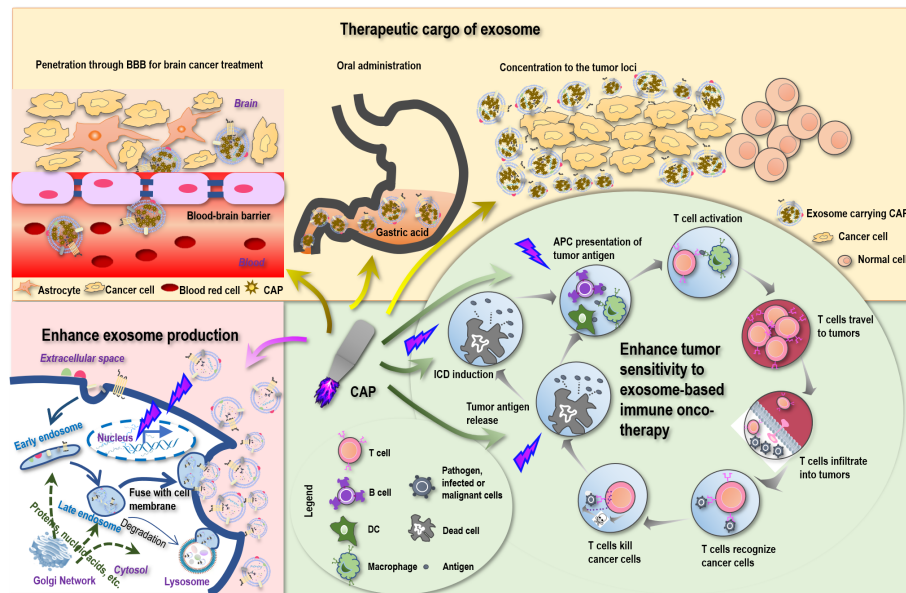 Therapeutic cargo of exosome
Penetration through BBB for brain cancer treatment
Oral administration
Concentration to the tumor loci
Brain
Blood-brain barrier
Blood
Gastric acid
Astrocyte
Cancer cell
Blood red cell
CAP
Exosome carrying CAP
Cancer cell
Normal cell
Enhance exosome production
Extracellular space
Nucleus
Early endosome
Fuse with cell
membrane
Late endosome
Degradation
Proteins, nucleic acids, etc.
Golgi Network
Cytosol
Lysosome
CAP
T cell activation
APC presentation of
tumor antigen
T cells travel
to tumors
ICD induction
Enhance tumor
sensitivity to
exosome-based
immune onco-
therapy
Tumor antigen
release
T cells infiltrate
into tumors
T cells kill
cancer cells
T cells recognize
cancer cells
Legend
T cell
B cell
DC
Macrophage
Pathogen,
infected or
malignant cells
Dead cell
Antigen